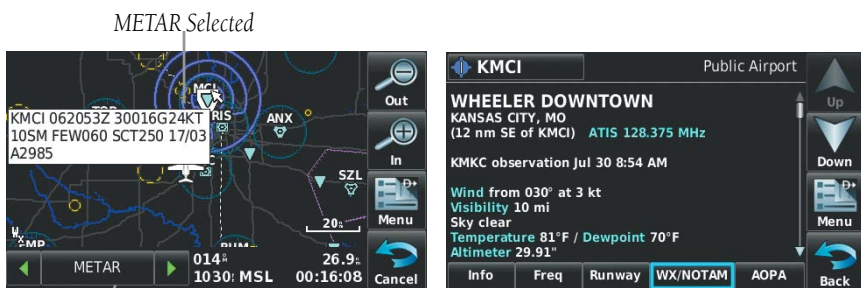 METAR Selected
MCI
RIS
ANX
KMCI 062053Z 30016G24KT
10SM FEW060 SCT250 17/03
A2985
SZL
20
METAR
014
26.9
1030 MSL
00:16:08
Out
In
Menu
Cancel
KMCI
Public Airport
WHEELER DOWNTOWN
KANSAS CITY, MO
(12 nm SE of KMCI) ATIS 128.375 MHz
KMKC observation Jul 30 8:54 AM
Wind from 030° at 3 kt
Visibility 10 mi
Sky clear
Temperature 81°F / Dewpoint 70°F
Altimeter 29.91"
Info
Freq
Runway
WX/NOTAM
AOPA
Up
Down
Menu
Back